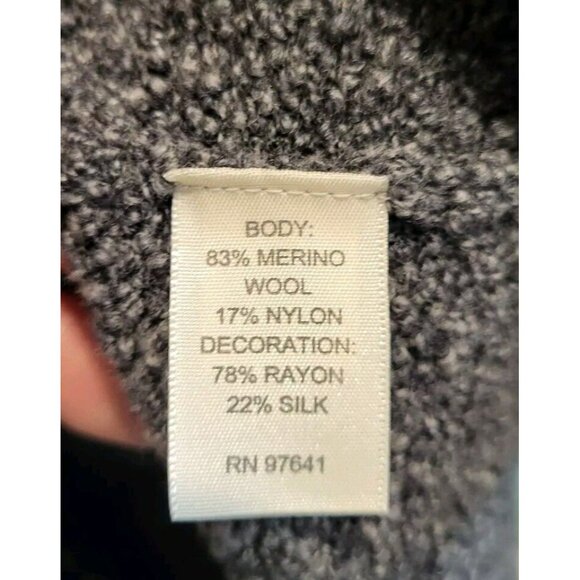 BODY:
83% MERINO
WOOL
17% NYLON
DECORATION:
78% RAYON
22% SILK
RN 97641